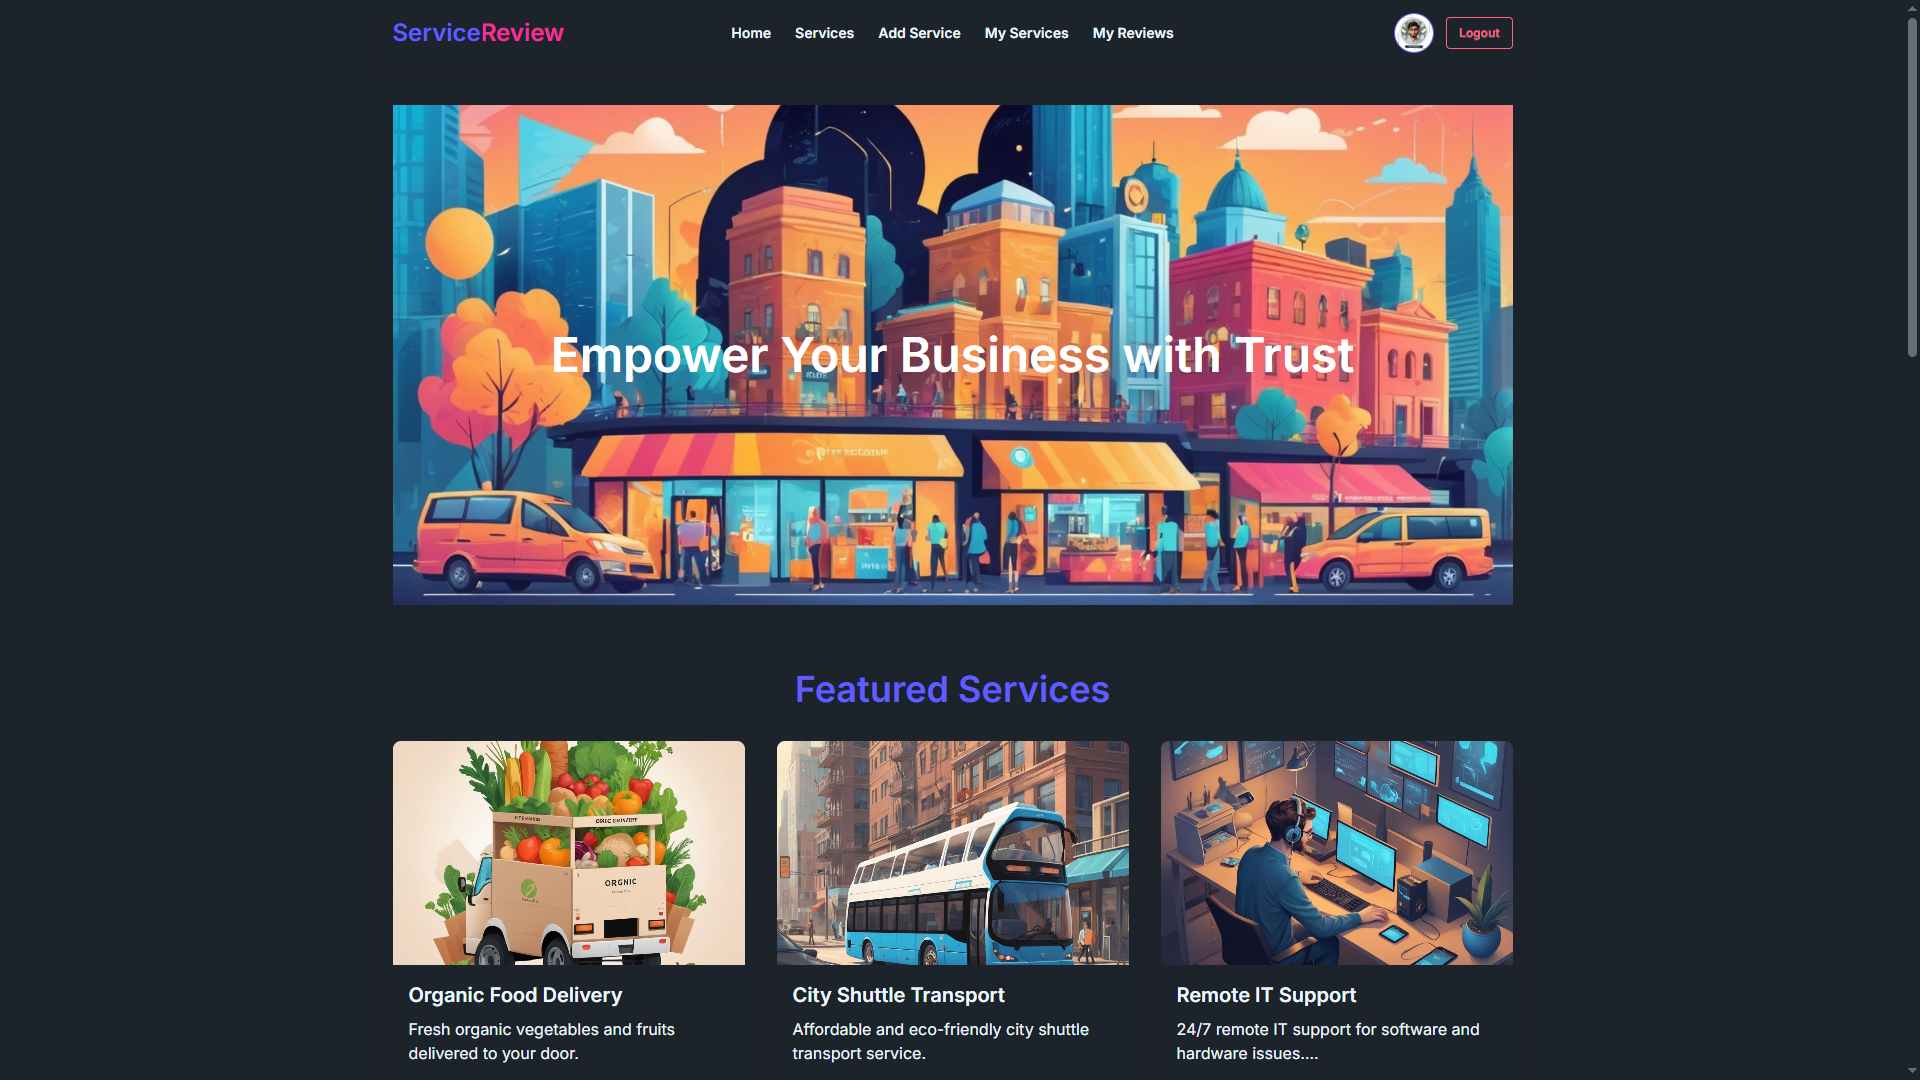 ServiceReview
Home
Services
Add Service
My Services
My Reviews
Logout
Empower Your Business with Trust
Featured Services
ORGNIC
Organic Food Delivery
Fresh organic vegetables and fruits
delivered to your door.
City Shuttle Transport
Affordable and eco-friendly city shuttle
transport service.
Remote IT Support
24/7 remote IT support for software and
hardware issues....